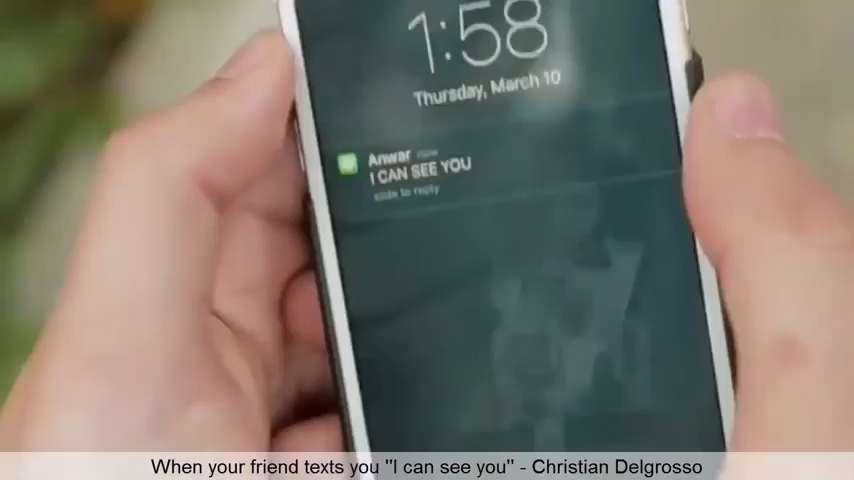 1:58
Thursday, March 10
Anwar now
I CAN SEE YOU
slide to reply
When your friend texts you "I can see you" - Christian Delgrosso